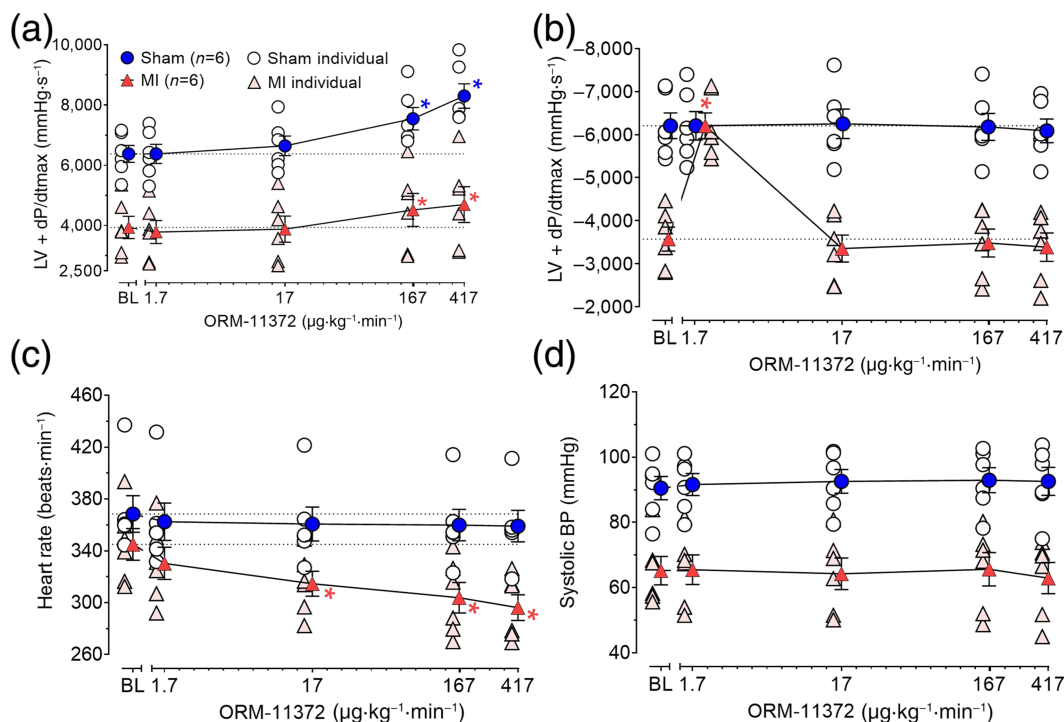 (a)
LV + dP/dtmax (mmHg·s⁻¹)
10,000
8,000
6,000
4,000
2,500
Sham (n=6)
Sham individual
MI (n=6)
MI individual
*
*
*
*
BL 1.7 17 167 417
ORM-11372 (µg·kg⁻¹·min⁻¹)
(b)
LV + dP/dtmax (mmHg·s⁻¹)
–8,000
–7,000
–6,000
–5,000
–4,000
–3,000
–2,000
*
BL 1.7 17 167 417
ORM-11372 (µg·kg⁻¹·min⁻¹)
(c)
Heart rate (beats·min⁻¹)
460
420
380
340
300
260
*
*
*
BL 1.7 17 167 417
ORM-11372 (µg·kg⁻¹·min⁻¹)
(d)
Systolic BP (mmHg)
120
100
80
60
40
BL 1.7 17 167 417
ORM-11372 (µg·kg⁻¹·min⁻¹)